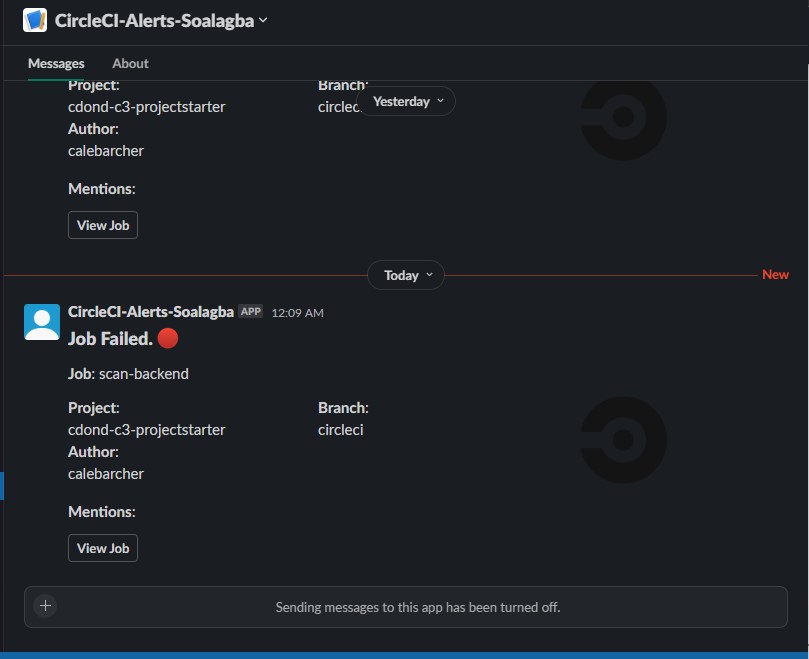 CircleCI-Alerts-Soalagba
Messages About
Project: Branch:
cdond-c3-projectstarter circlec
Yesterday
Author:
calebarcher
Mentions:
View Job
Today
New
CircleCI-Alerts-Soalagba APP 12:09 AM
Job Failed.
Job: scan-backend
Project: Branch:
cdond-c3-projectstarter circleci
Author:
calebarcher
Mentions:
View Job
Sending messages to this app has been turned off.